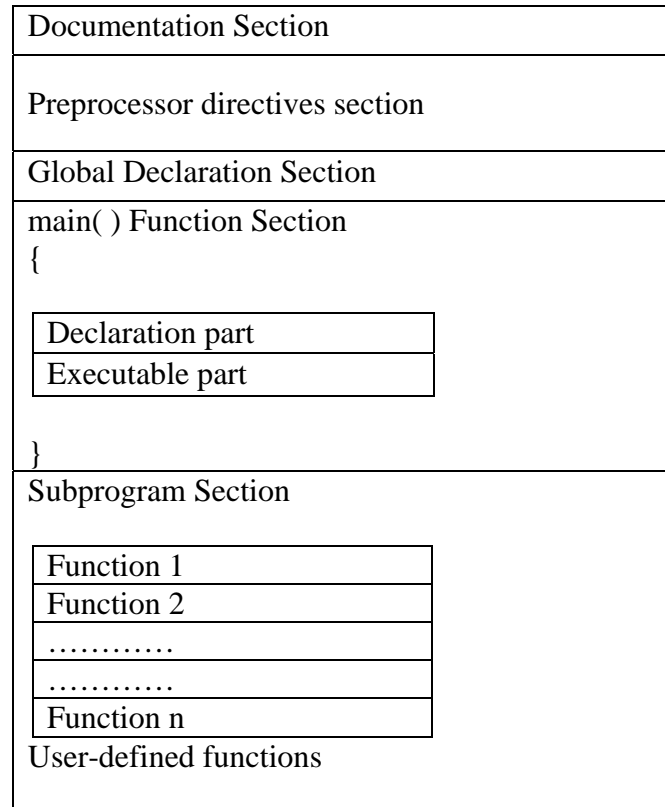 Documentation Section
Preprocessor directives section
Global Declaration Section
main( ) Function Section
{
Declaration part
Executable part
}
Subprogram Section
Function 1
Function 2
…………
…………
Function n
User-defined functions